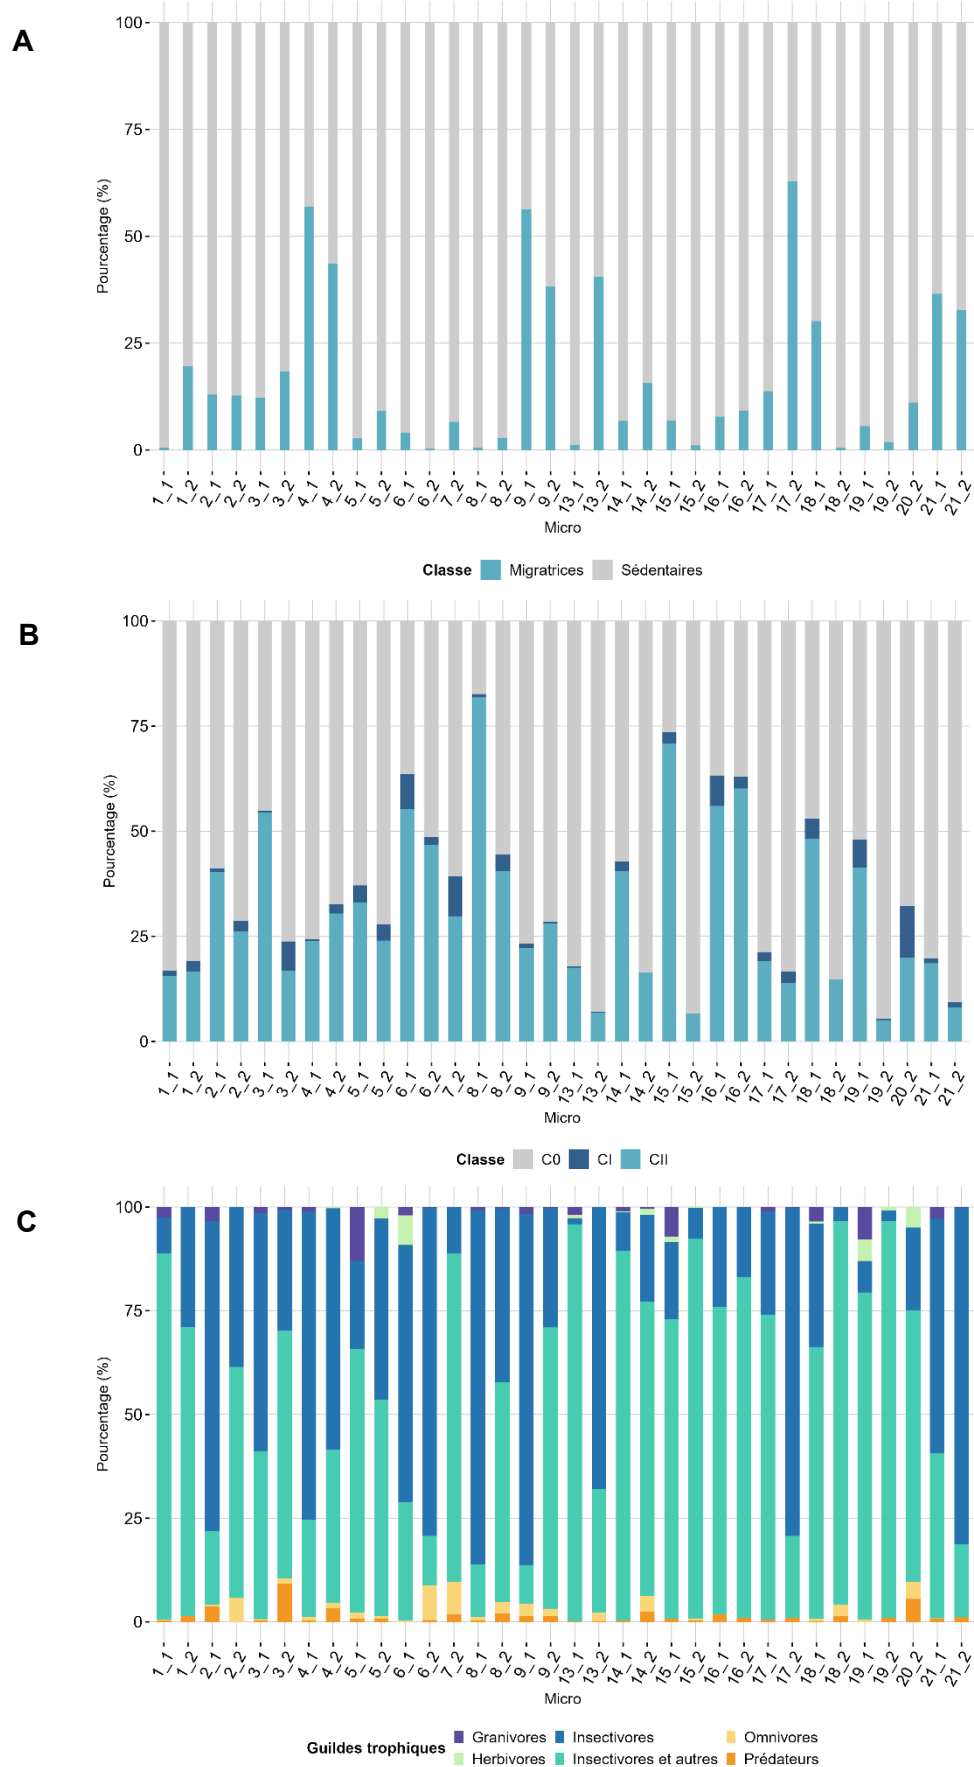 A
100
75
50
25
0
Pourcentage (%)
1_1 1_2 2_1 2_2 3_1 3_2 4_1 4_2 5_1 5_2 6_1 6_2 7_2 8_1 8_2 9_1 9_2 13_1 13_2 14_1 14_2 15_1 15_2 16_1 16_2 17_1 17_2 18_1 18_2 19_1 19_2 20_2 21_1 21_2
Micro
Classe Migratrices Sédentaires
B
100
75
50
25
0
Pourcentage (%)
1_1 1_2 2_1 2_2 3_1 3_2 4_1 4_2 5_1 5_2 6_1 6_2 7_2 8_1 8_2 9_1 9_2 13_1 13_2 14_1 14_2 15_1 15_2 16_1 16_2 17_1 17_2 18_1 18_2 19_1 19_2 20_2 21_1 21_2
Micro
Classe C0 CI CII
C
100
75
50
25
0
Pourcentage (%)
1_1 1_2 2_1 2_2 3_1 3_2 4_1 4_2 5_1 5_2 6_1 6_2 7_2 8_1 8_2 9_1 9_2 13_1 13_2 14_1 14_2 15_1 15_2 16_1 16_2 17_1 17_2 18_1 18_2 19_1 19_2 20_2 21_1 21_2
Micro
Guildes trophiques
Granivores Insectivores Omnivores
Herbivores Insectivores et autres Prédateurs